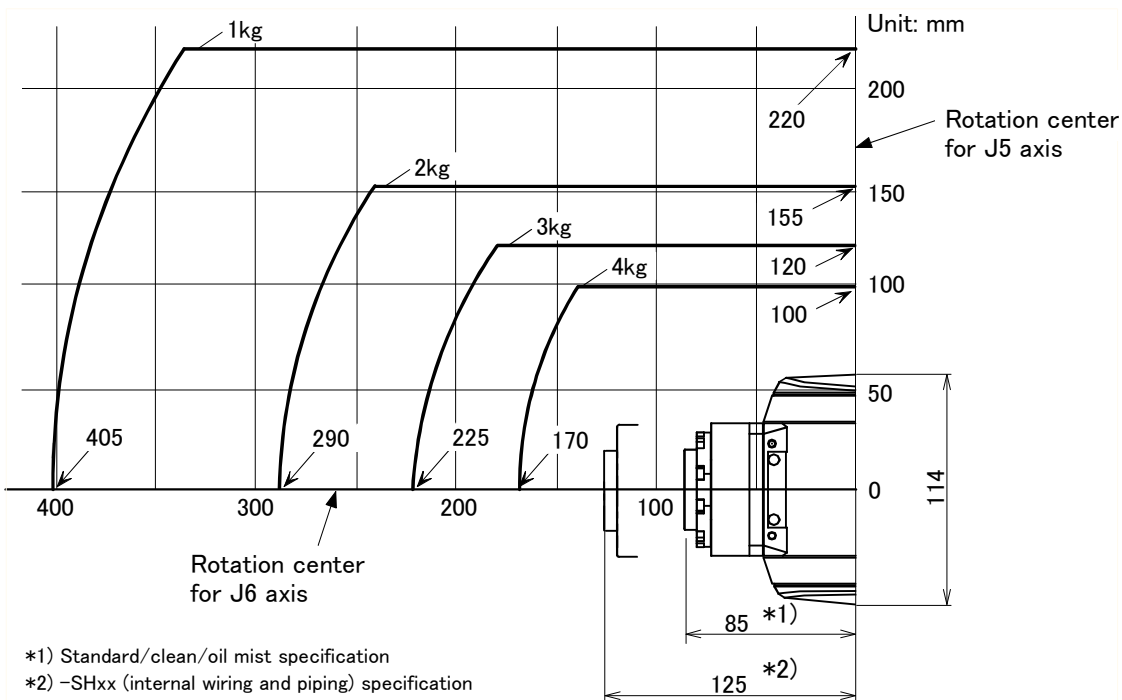 Unit: mm
1kg
220
200
Rotation center
for J5 axis
2kg
155
150
3kg
120
4kg
100
100
50
405
290
225
170
114
0
400
300
200
100
Rotation center
for J6 axis
85 *1)
125 *2)
*1) Standard/clean/oil mist specification
*2) -SHxx (internal wiring and piping) specification